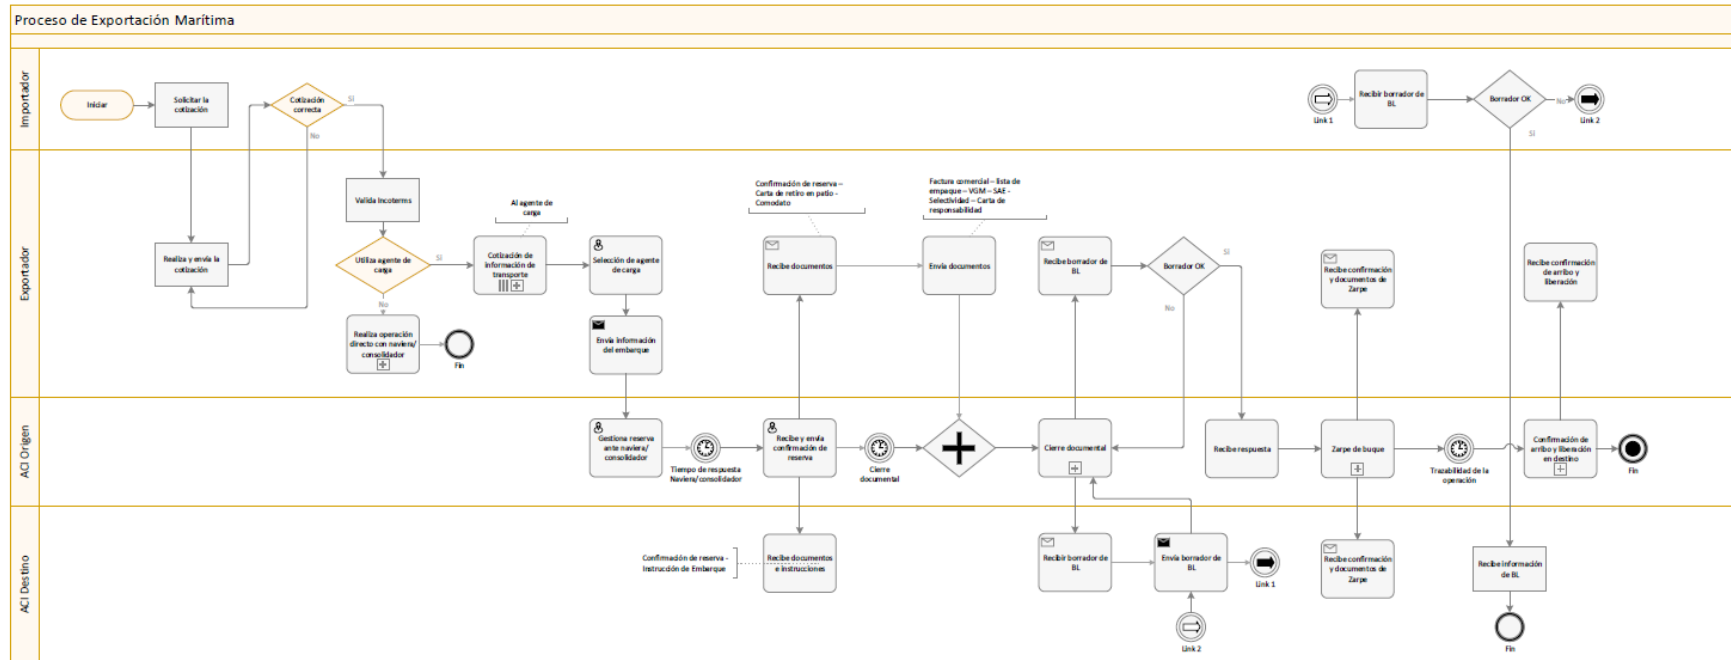 Proceso de Exportación Marítima
Importador
Iniciar
Solicitar la
cotización
Cotización
correcta
Si
No
Link 1
Recibir borrador de
BL
Borrador OK
No
Link 2
Si
Exportador
Valida Incoterms
Realiza y envía la
cotización
Utiliza agente de
carga
Si
No
Realiza operación
directo con naviera/
consolidador
Fin
Al agente de
carga
Cotización de
información de
transporte
Selección de agente
de carga
Envía información
del embarque
Confirmación de reserva –
Carta de retiro en patio -
Comodato
Recibe documentos
Factura comercial – lista de
empaque – VGM – SAE -
Selectividad – Carta de
responsabilidad
Envía documentos
Recibe borrador de
BL
Borrador OK
Si
No
Recibe confirmación
y documentos de
Zarpe
Recibe confirmación
de arribo y
liberación
ACI Origen
Gestiona reserva
ante naviera/
consolidador
Tiempo de respuesta
Naviera/consolidador
Recibe y envía
confirmación de
reserva
Cierre
documental
Cierre documental
Recibe respuesta
Zarpe de buque
Trazabilidad de la
operación
Confirmación de
arribo y liberación
en destino
Fin
ACI Destino
Confirmación de reserva -
Instrucción de Embarque
Recibe documentos
e instrucciones
Recibir borrador de
BL
Envía borrador de
BL
Link 1
Link 2
Recibe confirmación
y documentos de
Zarpe
Recibe información
de BL
Fin